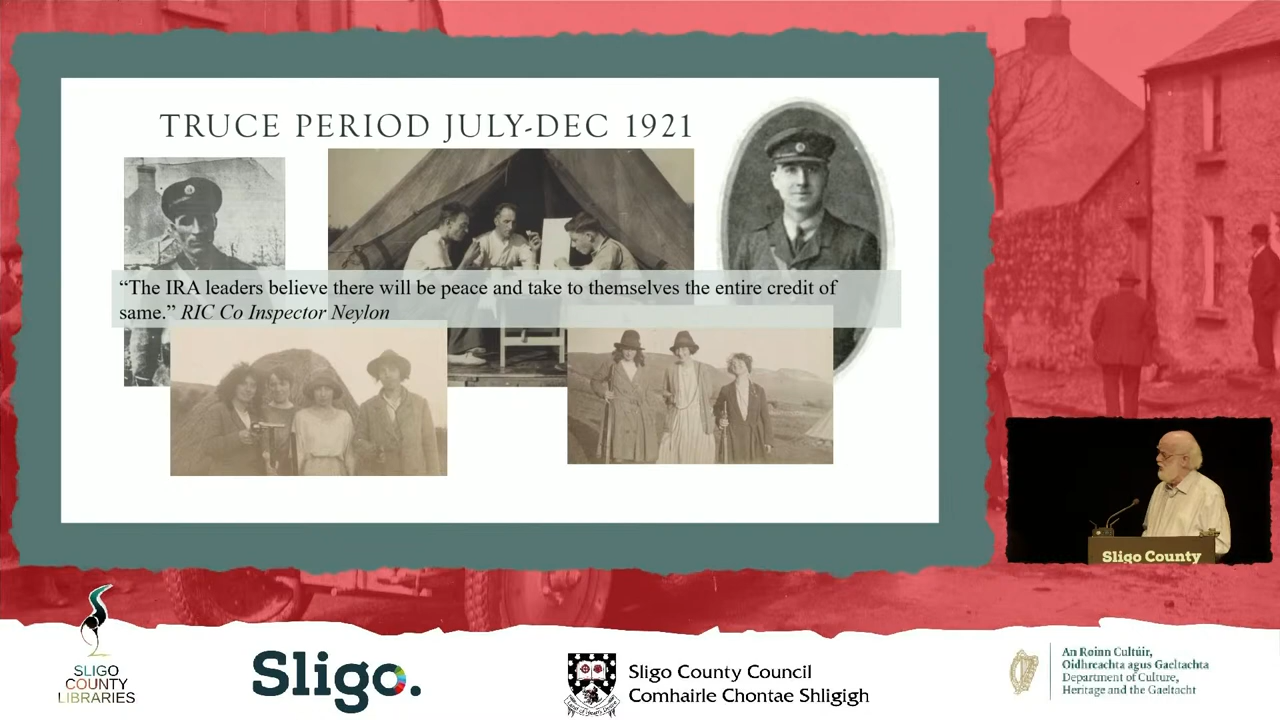 TRUCE PERIOD JULY-DEC 1921
“The IRA leaders believe there will be peace and take to themselves the entire credit of
same.” RIC Co Inspector Neylon
Sligo County
SLIGO
COUNTY
LIBRARIES
Sligo.
Sligo County Council
Comhairle Chontae Shligigh
An Roinn Cultúir,
Oidhreachta agus Gaeltachta
Department of Culture,
Heritage and the Gaeltacht